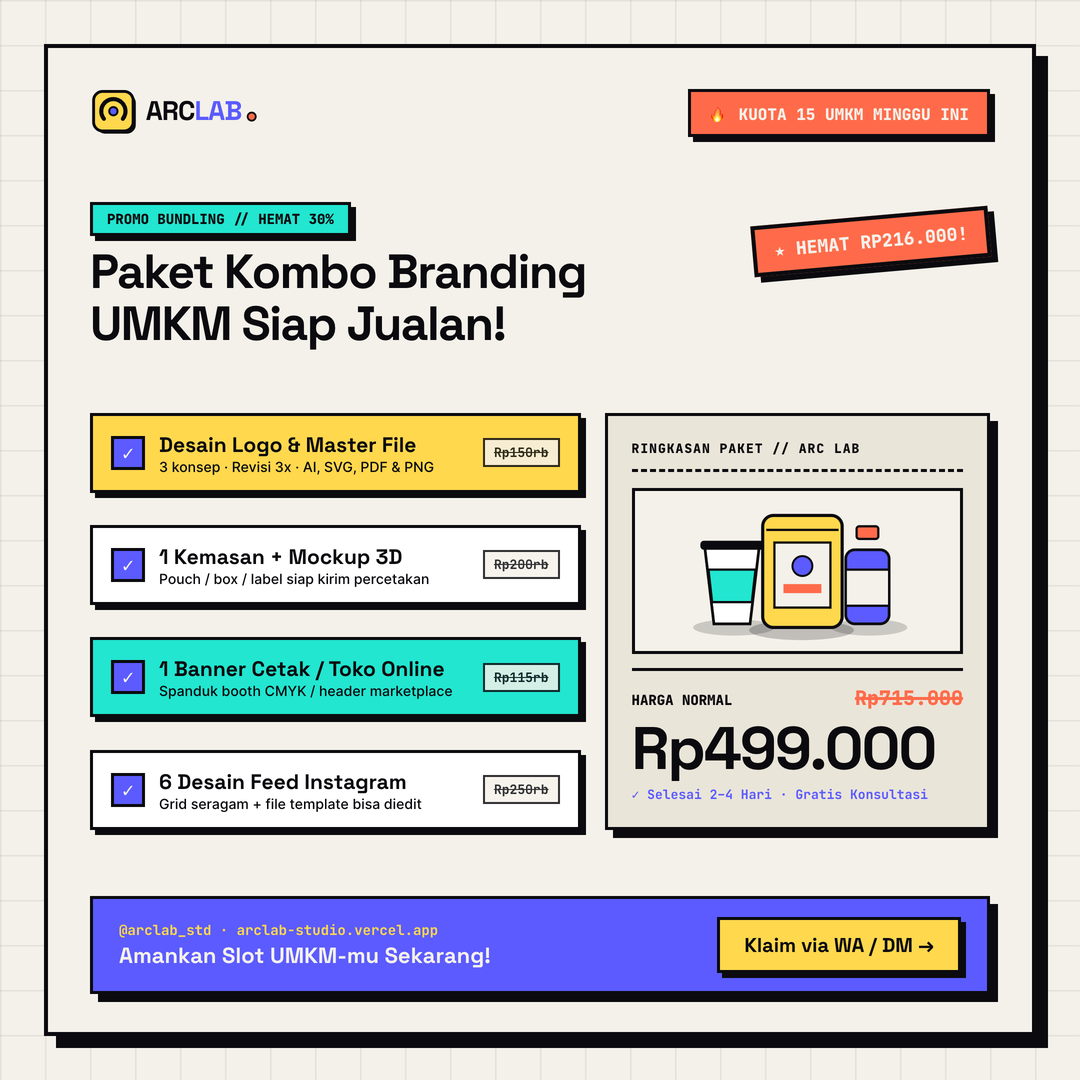 ARCLAB
🔥 KUOTA 15 UMKM MINGGU INI
PROMO BUNDLING // HEMAT 30%
★ HEMAT RP216.000!
Paket Kombo Branding
UMKM Siap Jualan!
✓ Desain Logo & Master File
3 konsep · Revisi 3x · AI, SVG, PDF & PNG
Rp150rb
✓ 1 Kemasan + Mockup 3D
Pouch / box / label siap kirim percetakan
Rp200rb
✓ 1 Banner Cetak / Toko Online
Spanduk booth CMYK / header marketplace
Rp115rb
✓ 6 Desain Feed Instagram
Grid seragam + file template bisa diedit
Rp250rb
RINGKASAN PAKET // ARC LAB
HARGA NORMAL Rp715.000
Rp499.000
✓ Selesai 2–4 Hari · Gratis Konsultasi
@arclab_std · arclab-studio.vercel.app
Amankan Slot UMKM-mu Sekarang!
Klaim via WA / DM →